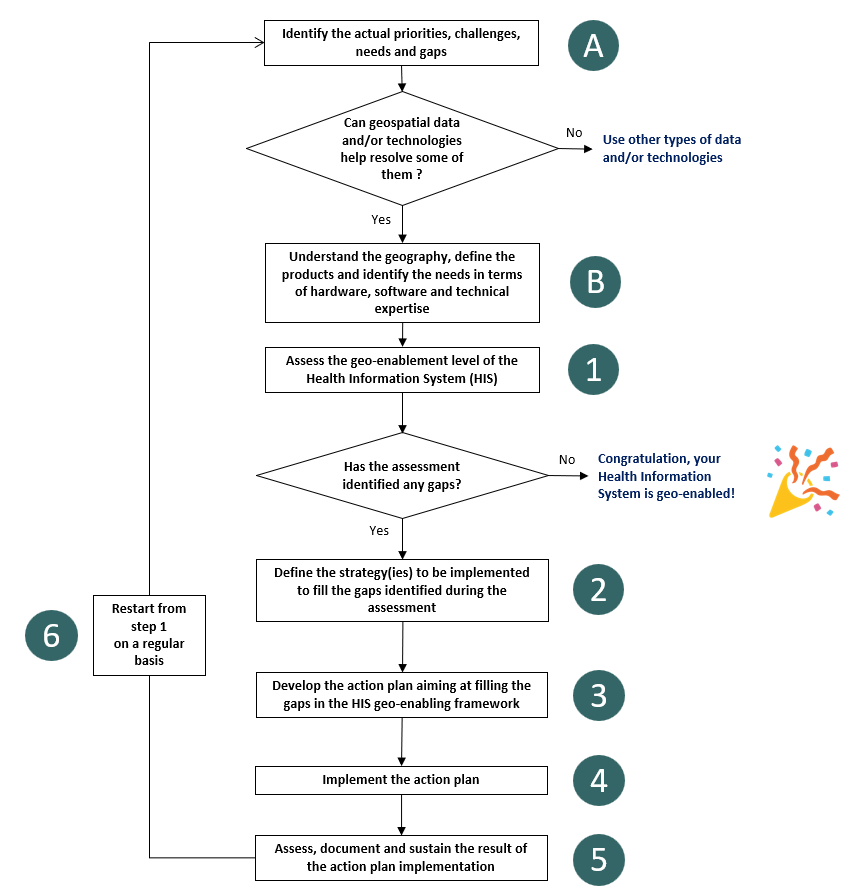 Identify the actual priorities, challenges,
needs and gaps
A
Can geospatial data
and/or technologies
help resolve some of
them ?
No
Use other types of data
and/or technologies
Yes
Understand the geography, define the
products and identify the needs in terms
of hardware, software and technical
expertise
B
Assess the geo-enablement level of the
Health Information System (HIS)
1
Has the assessment
identified any gaps?
No
Congratulation, your
Health Information
System is geo-enabled!
Yes
Define the strategy(ies) to be implemented
to fill the gaps identified during the
assessment
2
6
Restart from
step 1
on a regular
basis
Develop the action plan aiming at filling the
gaps in the HIS geo-enabling framework
3
Implement the action plan
4
Assess, document and sustain the result of
the action plan implementation
5